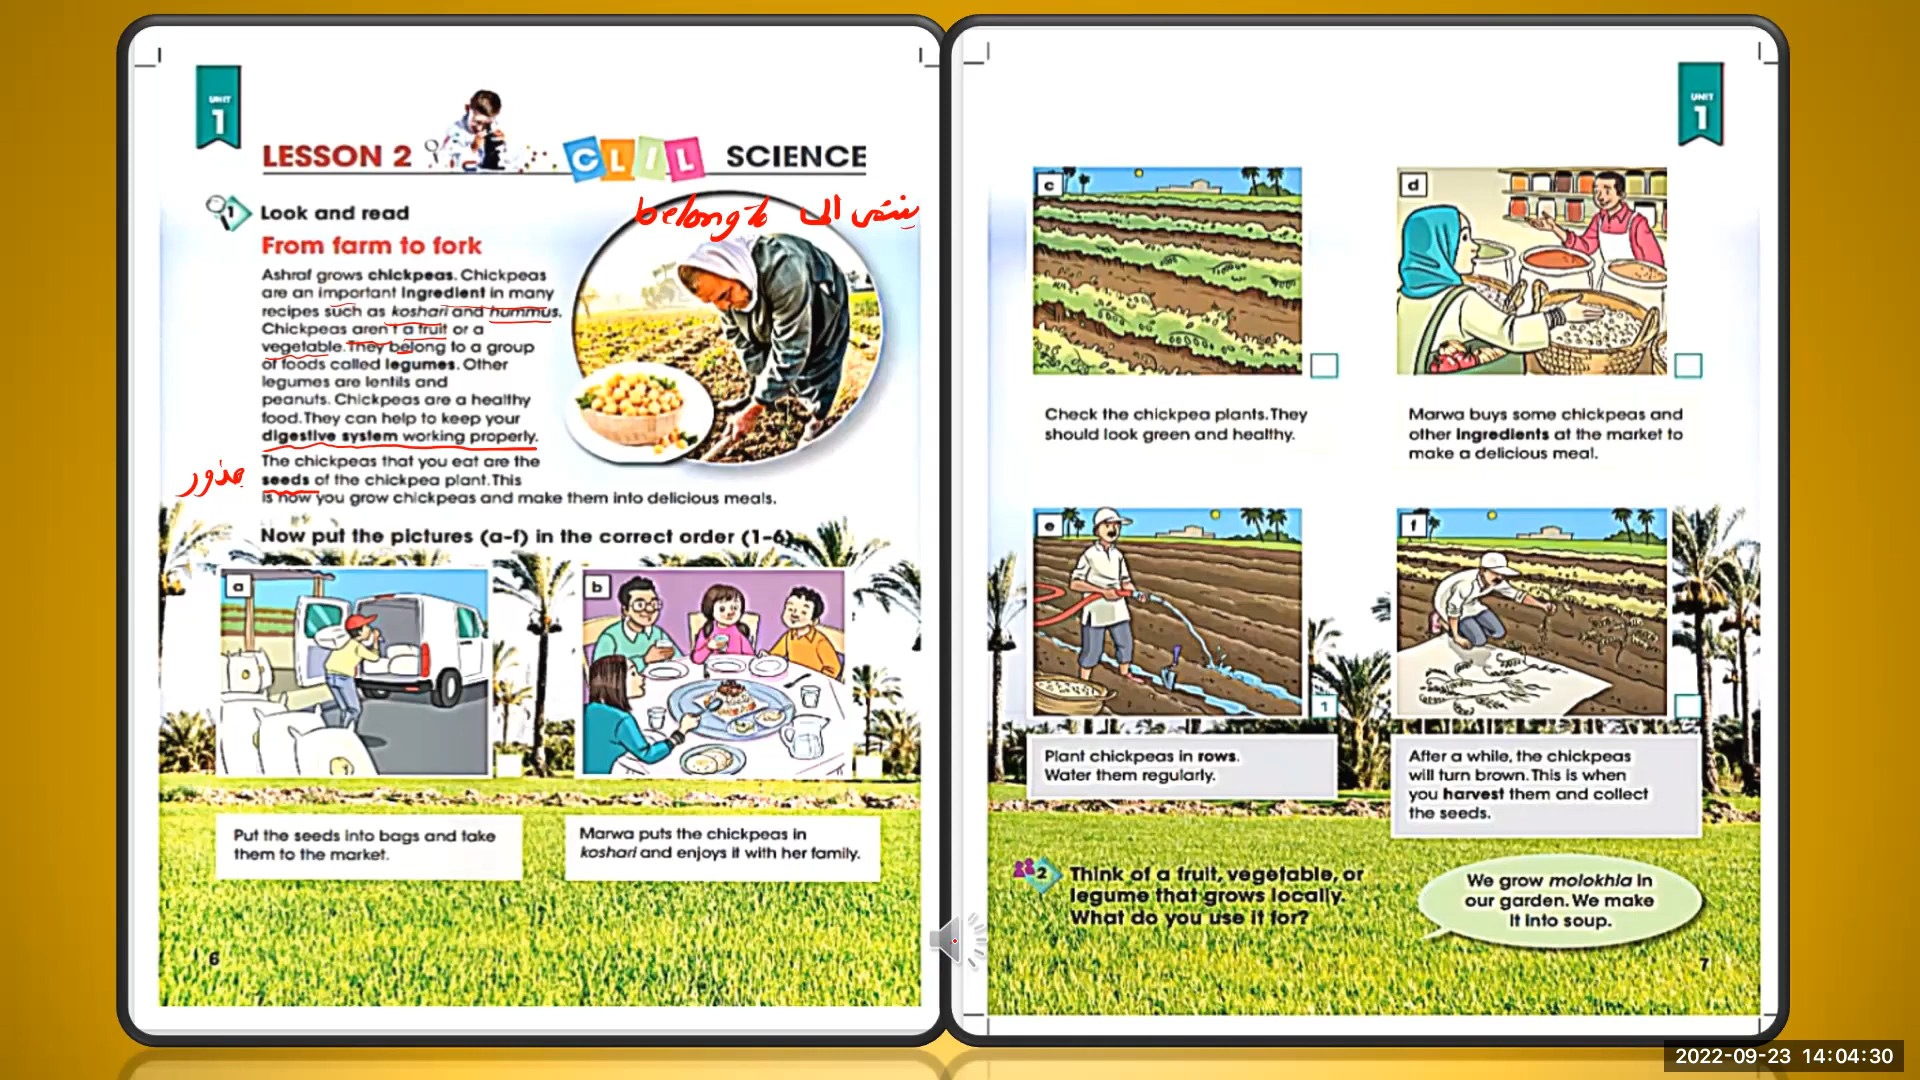 UNIT
1
LESSON 2
CLIL SCIENCE
1 Look and read
belong to ينتمى الى
From farm to fork
Ashraf grows chickpeas. Chickpeas
are an important ingredient in many
recipes such as koshari and hummus.
Chickpeas aren't a fruit or a
vegetable. They belong to a group
of foods called legumes. Other
legumes are lentils and
peanuts. Chickpeas are a healthy
food. They can help to keep your
digestive system working properly.
The chickpeas that you eat are the
جذور
seeds of the chickpea plant. This
is how you grow chickpeas and make them into delicious meals.
Now put the pictures (a-f) in the correct order (1-6).
a
b
Put the seeds into bags and take
them to the market.
Marwa puts the chickpeas in
koshari and enjoys it with her family.
6
UNIT
1
c
d
Check the chickpea plants. They
should look green and healthy.
Marwa buys some chickpeas and
other ingredients at the market to
make a delicious meal.
e
1
f
Plant chickpeas in rows.
Water them regularly.
After a while, the chickpeas
will turn brown. This is when
you harvest them and collect
the seeds.
2 Think of a fruit, vegetable, or
legume that grows locally.
What do you use it for?
We grow molokhia in
our garden. We make
it into soup.
7
2022-09-23 14:04:30